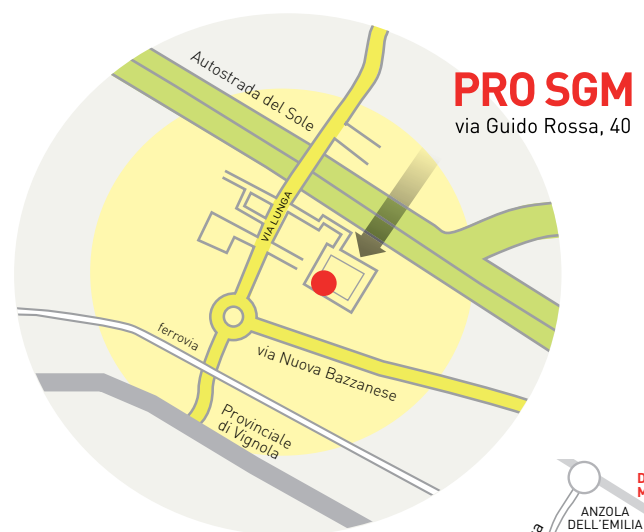 PRO SGM
via Guido Rossa, 40
Autostrada del Sole
VIA LUNGA
ferrovia
via Nuova Bazzanese
Provinciale
di Vignola
ANZOLA
DELL'EMILIA